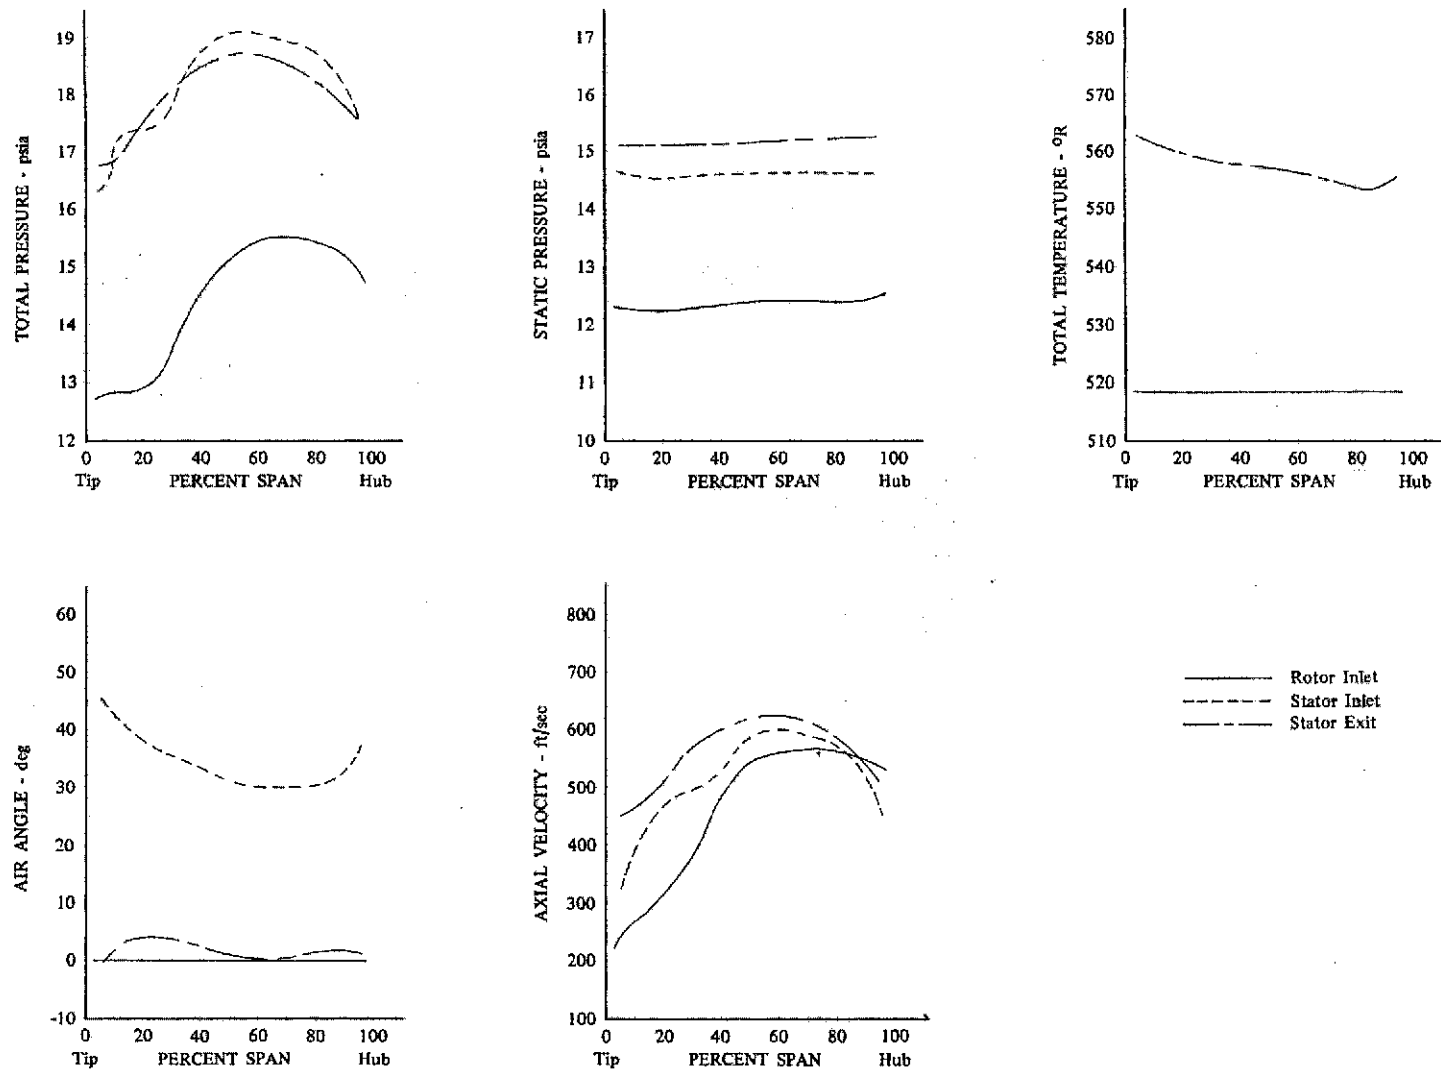 TOTAL PRESSURE - psia
19
18
17
16
15
14
13
12
0 20 40 60 80 100
Tip PERCENT SPAN Hub
STATIC PRESSURE - psia
17
16
15
14
13
12
11
10
0 20 40 60 80 100
Tip PERCENT SPAN Hub
TOTAL TEMPERATURE - ºR
580
570
560
550
540
530
520
510
0 20 40 60 80 100
Tip PERCENT SPAN Hub
AIR ANGLE - deg
60
50
40
30
20
10
0
-10
0 20 40 60 80 100
Tip PERCENT SPAN Hub
AXIAL VELOCITY - ft/sec
800
700
600
500
400
300
200
100
0 20 40 60 80 100
Tip PERCENT SPAN Hub
Rotor Inlet
Stator Inlet
Stator Exit